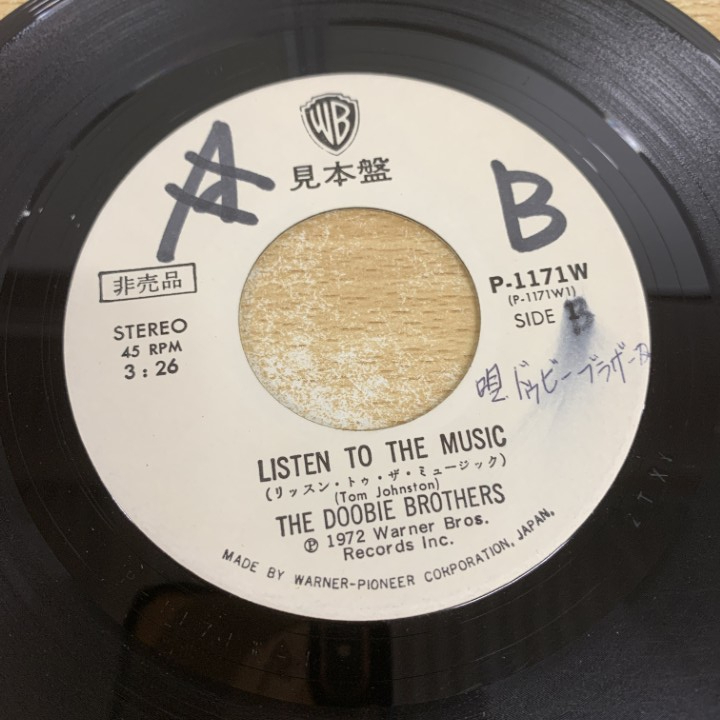 WB
見本盤
A
B
非売品
P-1171W
(P-1171W1)
SIDE
STEREO
45 RPM
3:26
唄.ドゥビーブラザース
LISTEN TO THE MUSIC
(リッスン・トゥ・ザ・ミュージック)
(Tom Johnston)
THE DOOBIE BROTHERS
Ⓟ 1972 Warner Bros.
Records Inc.
MADE BY WARNER-PIONEER CORPORATION, JAPAN.